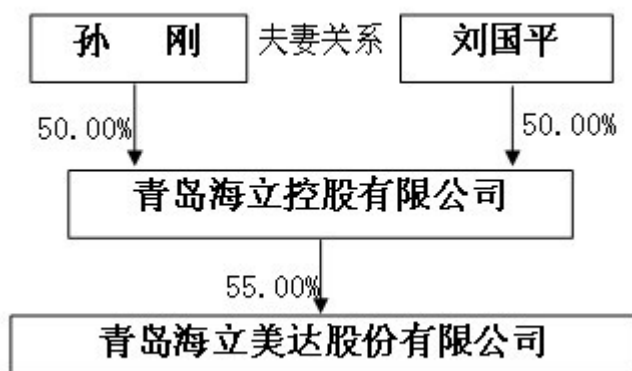 孙 刚 夫妻关系 刘国平
50.00% 50.00%
青岛海立控股有限公司
55.00%
青岛海立美达股份有限公司